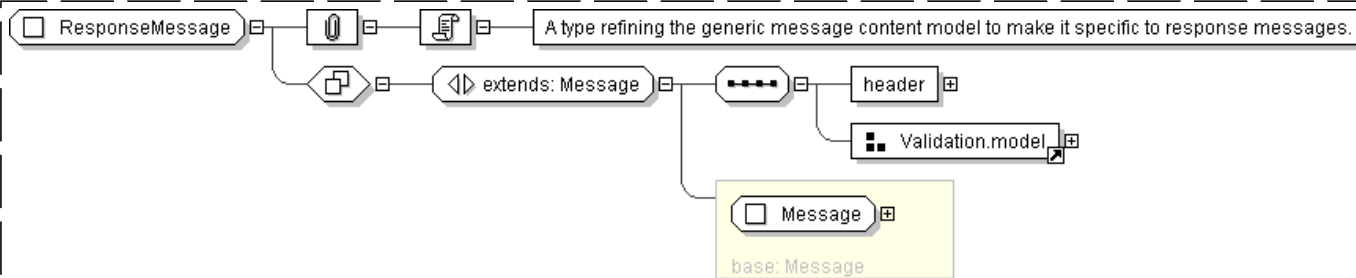 ResponseMessage
A type refining the generic message content model to make it specific to response messages.
extends: Message
header
Validation.model
Message
base: Message